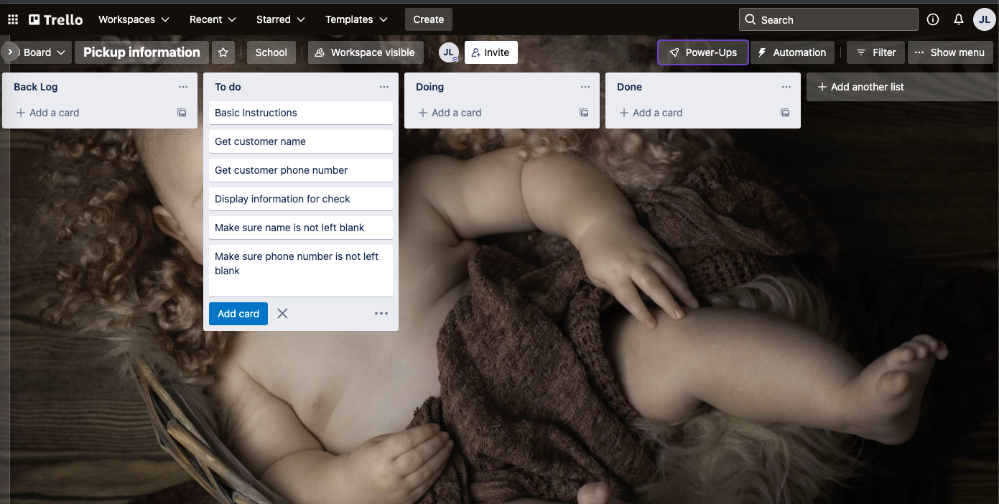 Trello
Workspaces
Recent
Starred
Templates
Create
Search
JL
Board
Pickup information
School
Workspace visible
JL
Invite
Power-Ups
Automation
Filter
Show menu
Back Log
Add a card
To do
Basic Instructions
Get customer name
Get customer phone number
Display information for check
Make sure name is not left blank
Make sure phone number is not left
blank
Add card
Doing
Add a card
Done
Add a card
Add another list